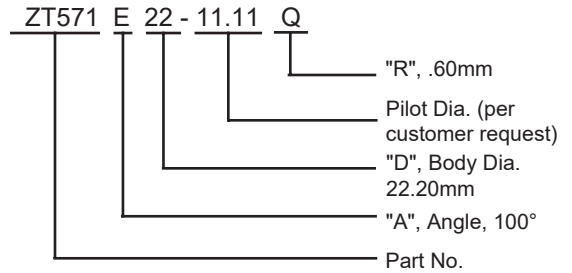 ZT571 E 22 - 11.11 Q
"R", .60mm
Pilot Dia. (per
customer request)
"D", Body Dia.
22.20mm
"A", Angle, 100°
Part No.